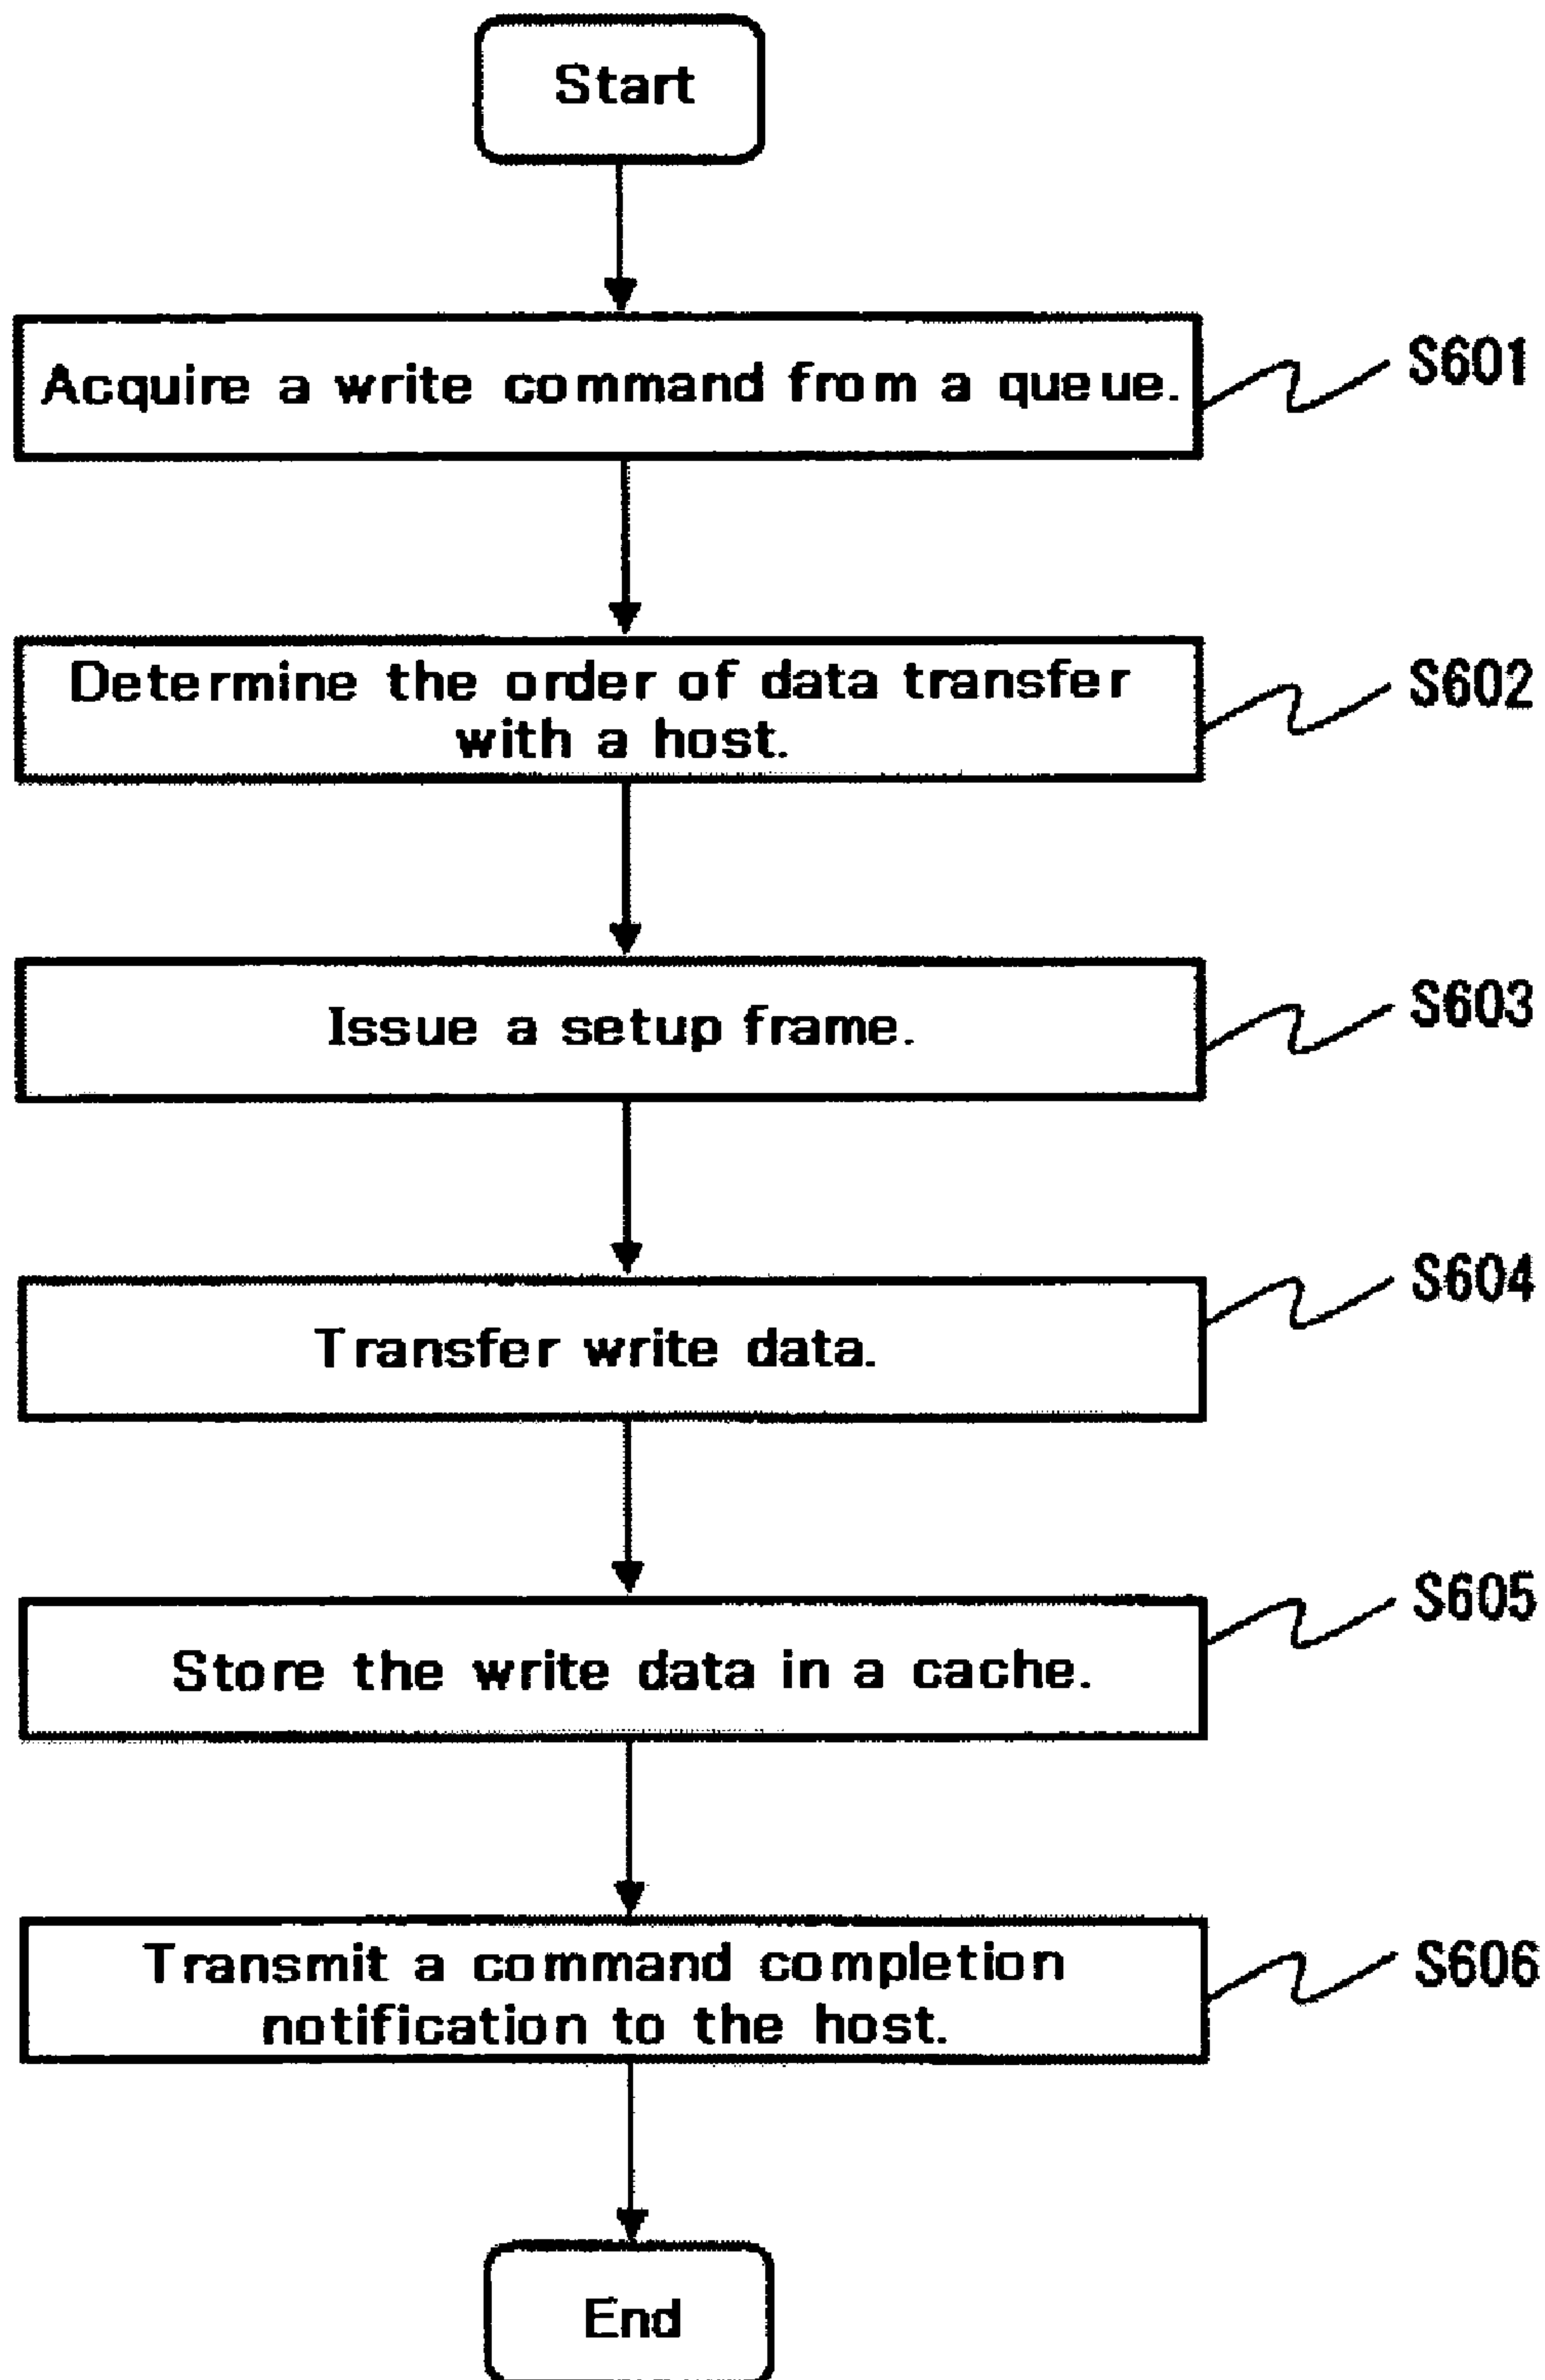 Start
Acquire a write command from a queue.
S601
Determine the order of data transfer
with a host.
S602
Issue a setup frame.
S603
Transfer write data.
S604
Store the write data in a cache.
S605
Transmit a command completion
notification to the host.
S606
End